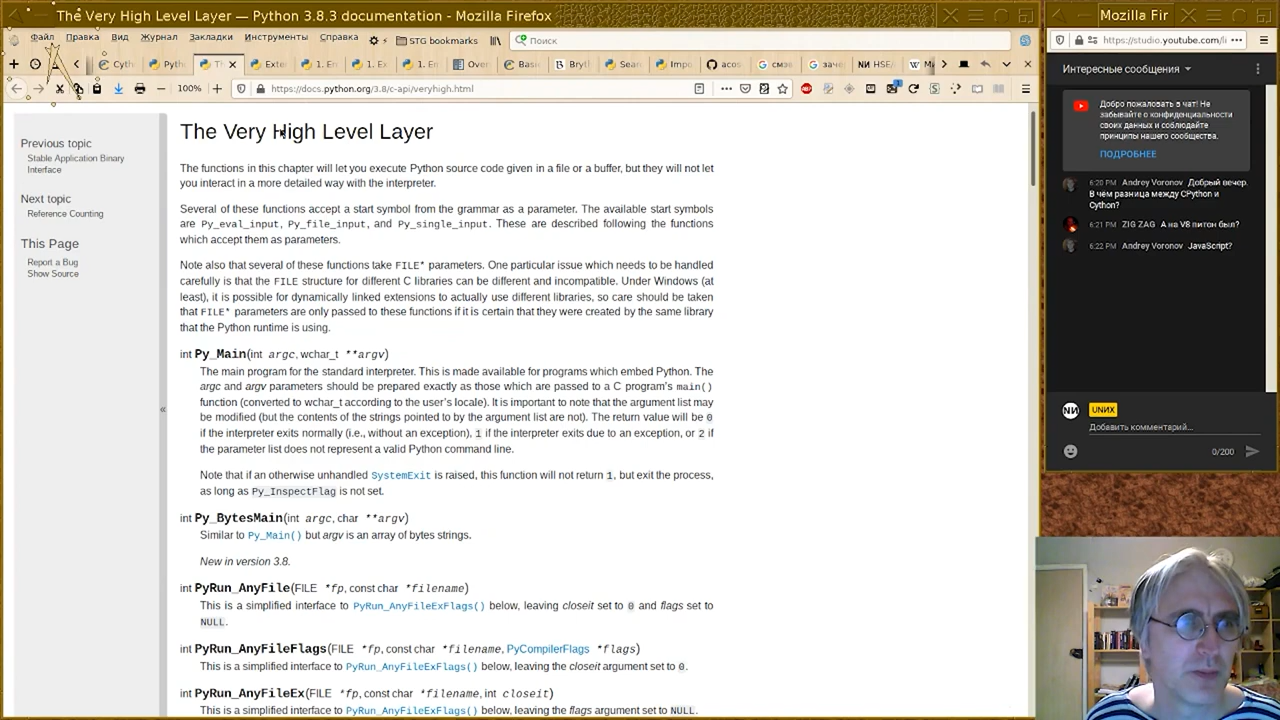 The Very High Level Layer — Python 3.8.3 documentation - Mozilla Firefox
Файл Правка Вид Журнал Закладки Инструменты Справка STG bookmarks Поиск
Cyth Pytho Th Exte 1. E 1. E 1. E Over Basic Bryt Sear Impo acos смэ заче NИ HSE/ W Mv
100% https://docs.python.org/3.8/c-api/veryhigh.html
Previous topic
Stable Application Binary
Interface
Next topic
Reference Counting
This Page
Report a Bug
Show Source
«
The Very High Level Layer
The functions in this chapter will let you execute Python source code given in a file or a buffer, but they will not let
you interact in a more detailed way with the interpreter.
Several of these functions accept a start symbol from the grammar as a parameter. The available start symbols
are Py_eval_input, Py_file_input, and Py_single_input. These are described following the functions
which accept them as parameters.
Note also that several of these functions take FILE* parameters. One particular issue which needs to be handled
carefully is that the FILE structure for different C libraries can be different and incompatible. Under Windows (at
least), it is possible for dynamically linked extensions to actually use different libraries, so care should be taken
that FILE* parameters are only passed to these functions if it is certain that they were created by the same library
that the Python runtime is using.
int Py_Main(int argc, wchar_t **argv)
The main program for the standard interpreter. This is made available for programs which embed Python. The
argc and argv parameters should be prepared exactly as those which are passed to a C program's main()
function (converted to wchar_t according to the user's locale). It is important to note that the argument list may
be modified (but the contents of the strings pointed to by the argument list are not). The return value will be 0
if the interpreter exits normally (i.e., without an exception), 1 if the interpreter exits due to an exception, or 2 if
the parameter list does not represent a valid Python command line.
Note that if an otherwise unhandled SystemExit is raised, this function will not return 1, but exit the process,
as long as Py_InspectFlag is not set.
int Py_BytesMain(int argc, char **argv)
Similar to Py_Main() but argv is an array of bytes strings.
New in version 3.8.
int PyRun_AnyFile(FILE *fp, const char *filename)
This is a simplified interface to PyRun_AnyFileExFlags() below, leaving closeit set to 0 and flags set to
NULL.
int PyRun_AnyFileFlags(FILE *fp, const char *filename, PyCompilerFlags *flags)
This is a simplified interface to PyRun_AnyFileExFlags() below, leaving the closeit argument set to 0.
int PyRun_AnyFileEx(FILE *fp, const char *filename, int closeit)
This is a simplified interface to PyRun_AnyFileExFlags() below, leaving the flags argument set to NULL.
Mozilla Fir
https://studio.youtube.com/li
Интересные сообщения
Добро пожаловать в чат! Не
забывайте о конфиденциальности
своих данных и соблюдайте
принципы нашего сообщества.
ПОДРОБНЕЕ
6:20 PM Andrey Voronov Добрый вечер.
В чём разница между CPython и
Cython?
6:21 PM ZIG ZAG А на V8 питон был?
6:22 PM Andrey Voronov JavaScript?
NИ UNИX
Добавить комментарий...
0/200